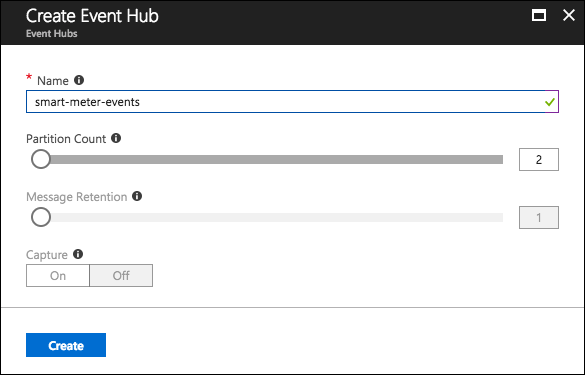 Create Event Hub
Event Hubs
* Name
smart-meter-events
Partition Count
2
Message Retention
1
Capture
On Off
Create